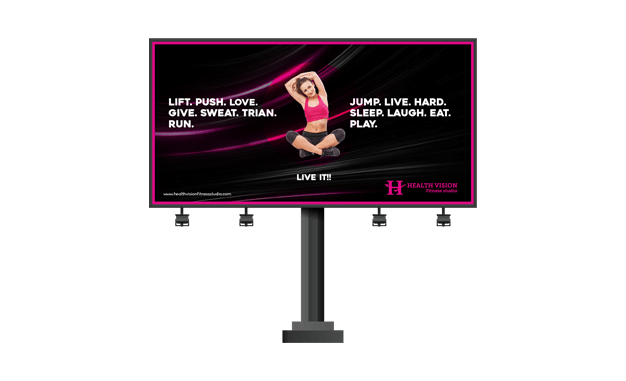 LIFT. PUSH. LOVE.
GIVE. SWEAT. TRIAN.
RUN.
JUMP. LIVE. HARD.
SLEEP. LAUGH. EAT.
PLAY.
LIVE IT!!
www.healthvisionfitnessstudio.com
HEALTH VISION
Fitness studio